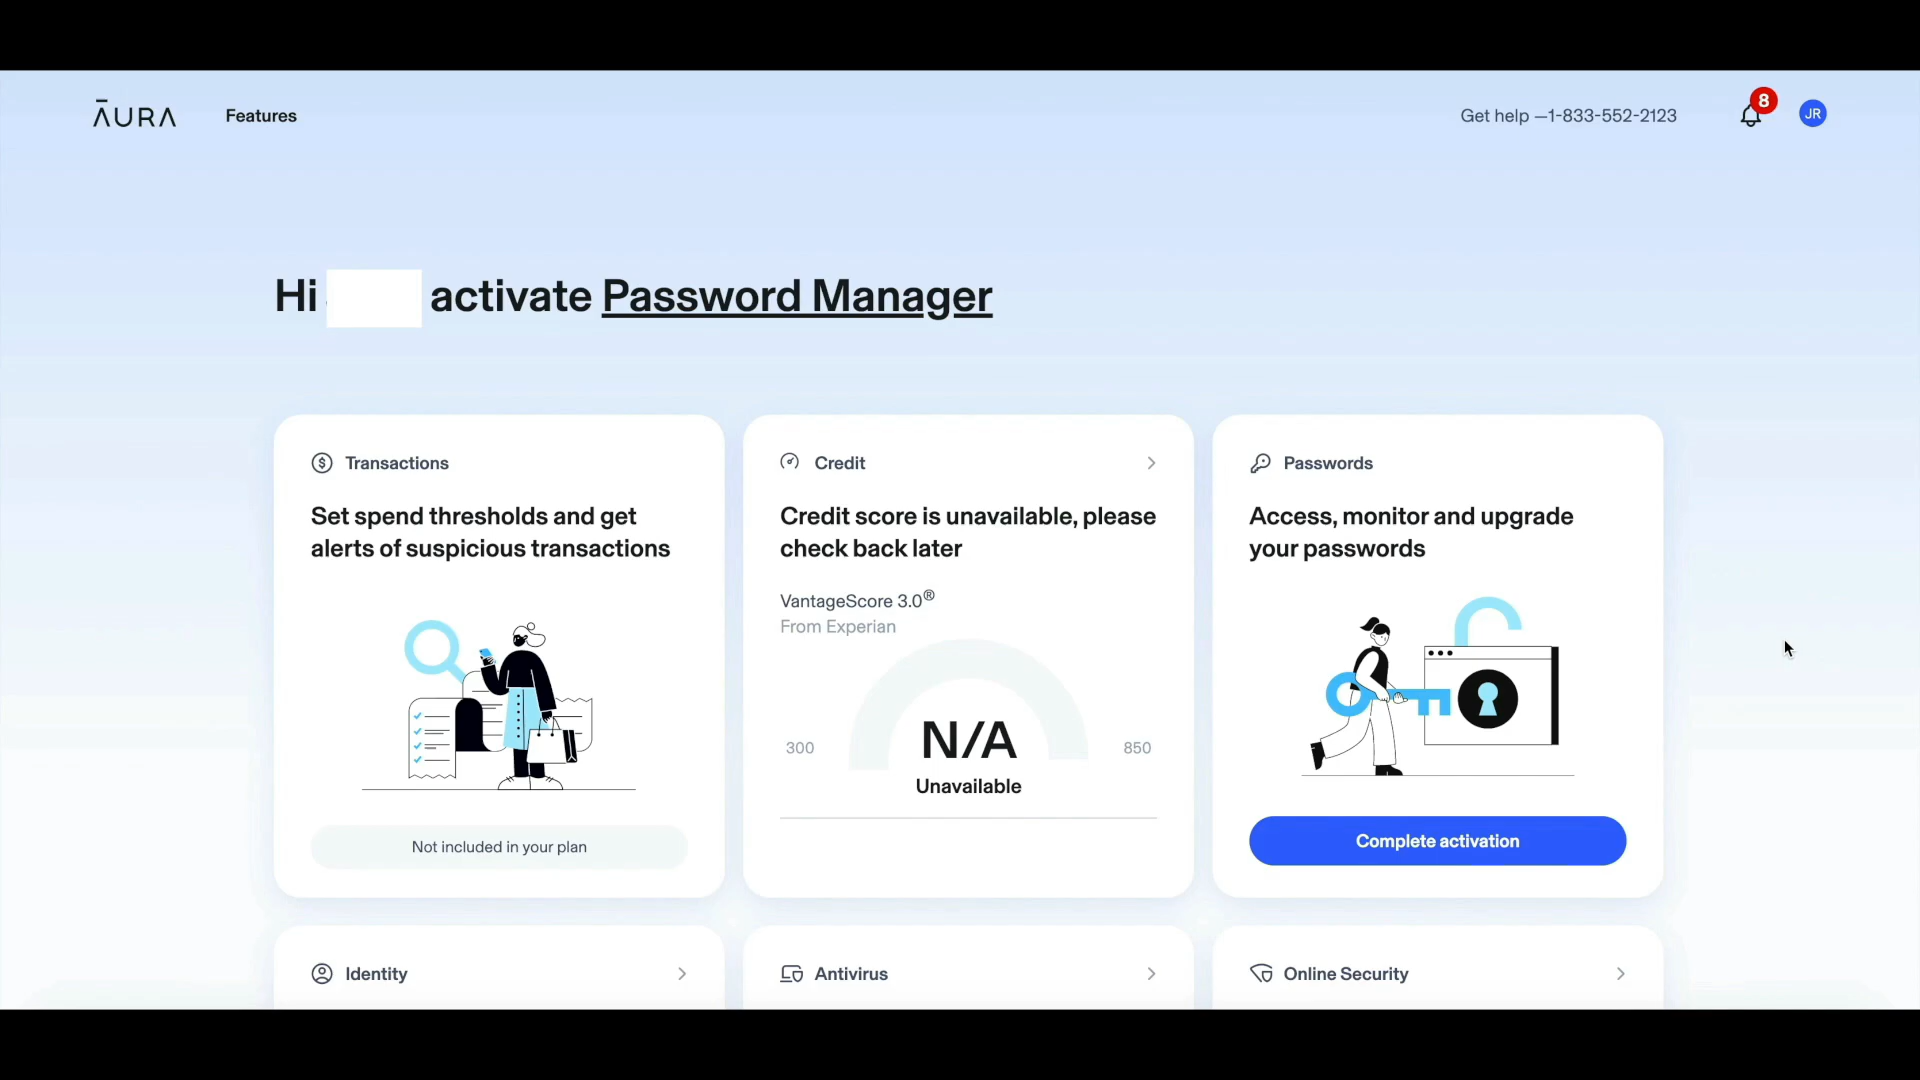 ĀURA
Features
Get help —1-833-552-2123
8
JR
Hi activate Password Manager
Transactions
Set spend thresholds and get
alerts of suspicious transactions
Not included in your plan
Credit
Credit score is unavailable, please
check back later
VantageScore 3.0®
From Experian
300
N/A
850
Unavailable
Passwords
Access, monitor and upgrade
your passwords
Complete activation
Identity
Antivirus
Online Security